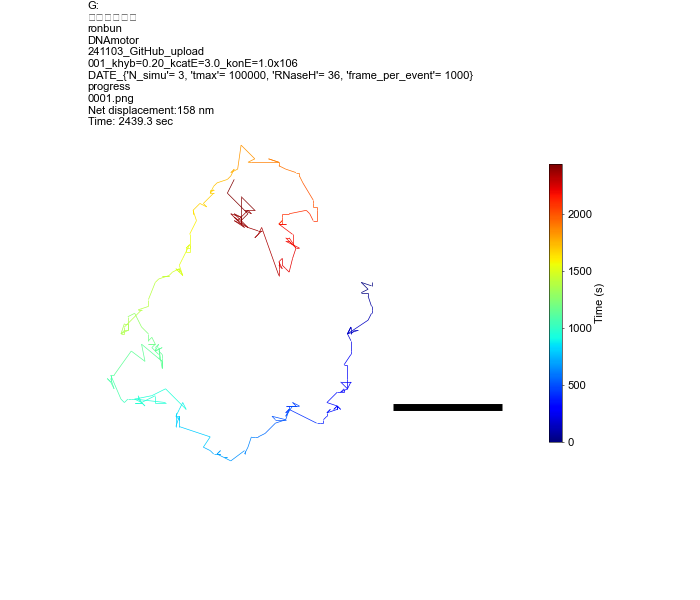 G:
ronbun
DNAmotor
241103_GitHub_upload
001_khyb=0.20_kcatE=3.0_konE=1.0x106
DATE_{'N_simu'= 3, 'tmax'= 100000, 'RNaseH'= 36, 'frame_per_event'= 1000}
progress
0001.png
Net displacement:158 nm
Time: 2439.3 sec
2000
1500
1000
500
0
Time (s)